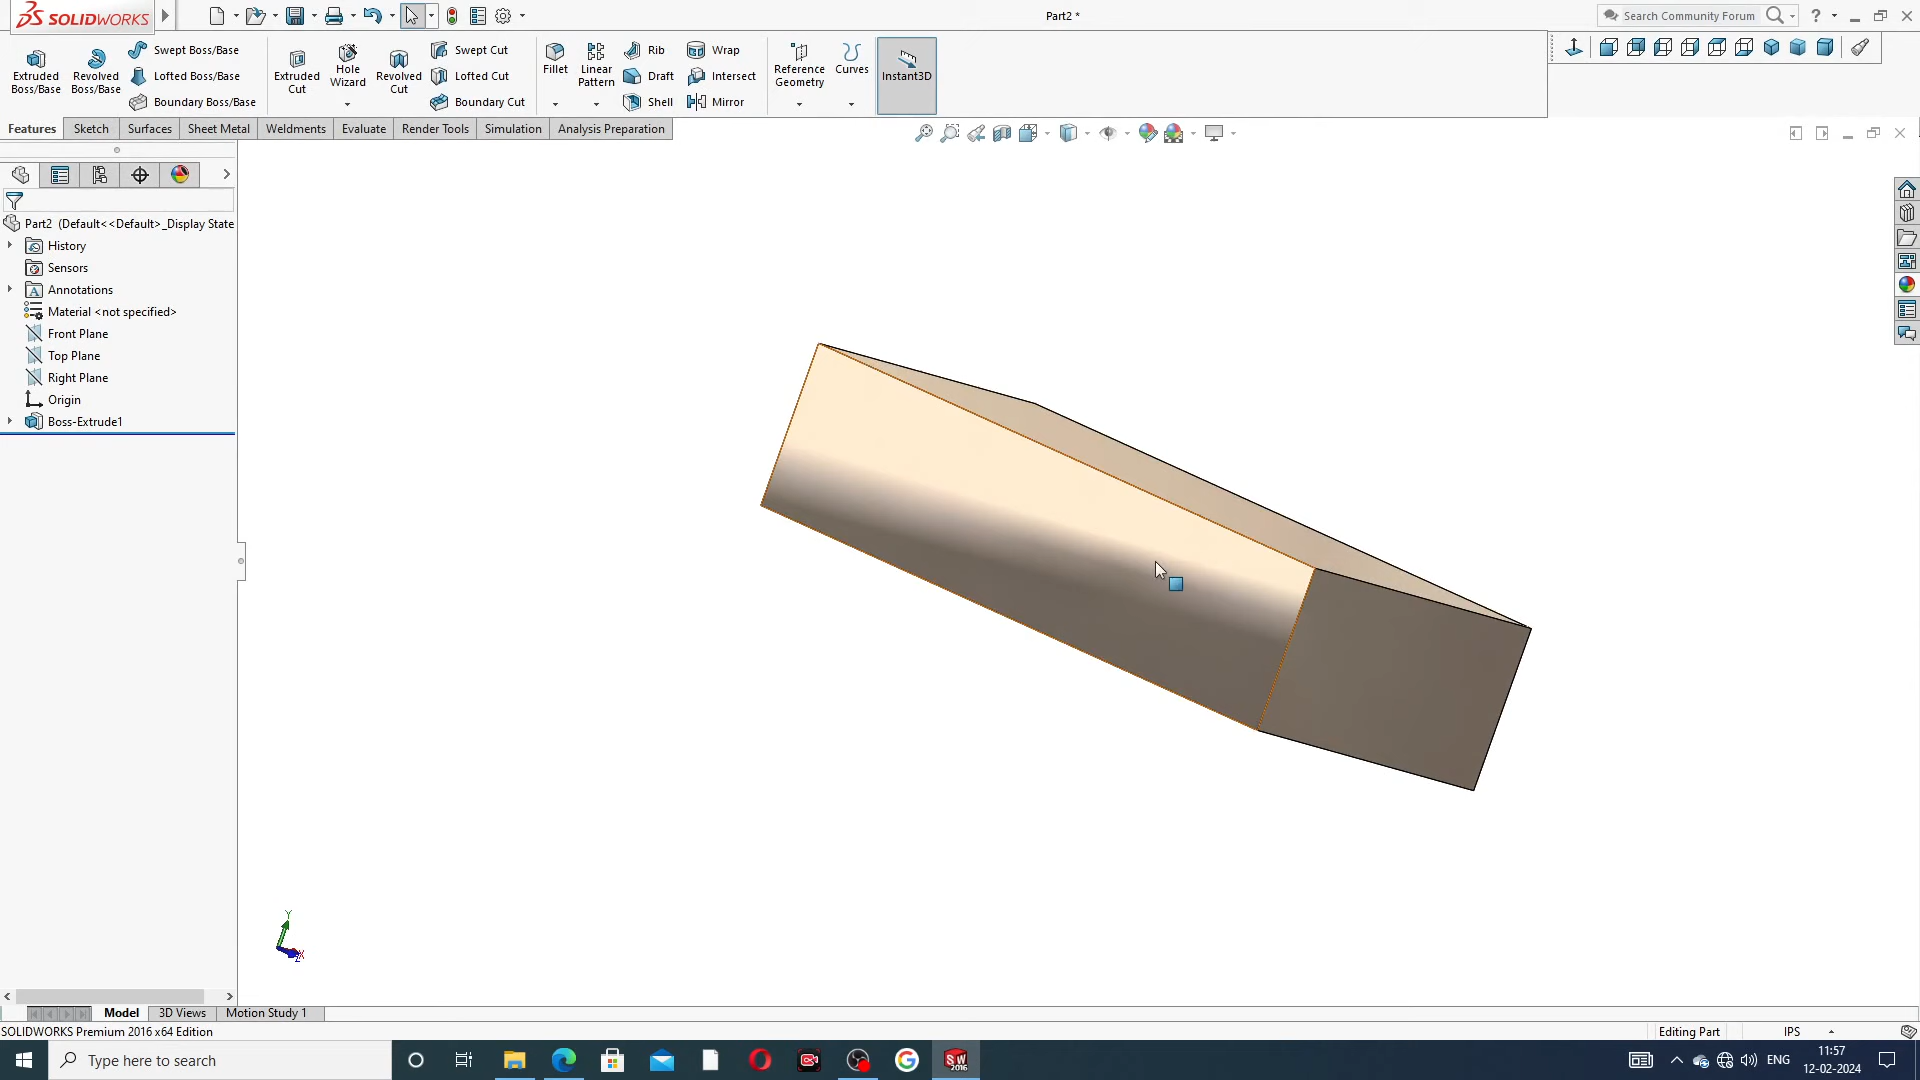 SOLIDWORKS
Part2 *
Search Community Forum
?
Extruded Boss/Base
Revolved Boss/Base
Swept Boss/Base
Lofted Boss/Base
Boundary Boss/Base
Extruded Cut
Hole Wizard
Revolved Cut
Swept Cut
Lofted Cut
Boundary Cut
Fillet
Linear Pattern
Rib
Draft
Shell
Wrap
Intersect
Mirror
Reference Geometry
Curves
Instant3D
Features
Sketch
Surfaces
Sheet Metal
Weldments
Evaluate
Render Tools
Simulation
Analysis Preparation
Part2 (Default<<Default>_Display State
History
Sensors
Annotations
Material <not specified>
Front Plane
Top Plane
Right Plane
Origin
Boss-Extrude1
Y
X
Z
Model
3D Views
Motion Study 1
SOLIDWORKS Premium 2016 x64 Edition
Editing Part
IPS
Type here to search
SW 2016
ENG
11:57
12-02-2024